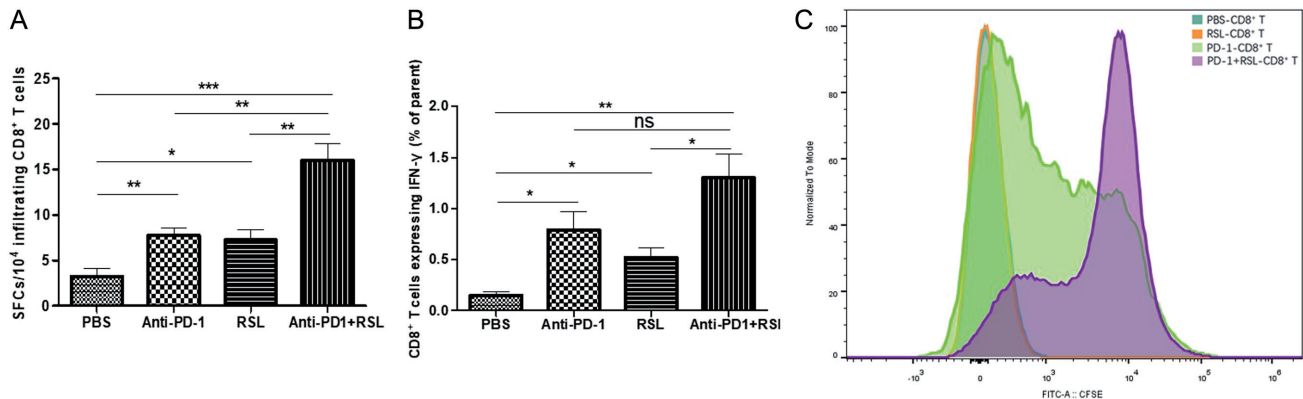 A
SFCs/10⁴ infiltrating CD8⁺ T cells
25
20
15
10
5
0
***
**
**
*
**
PBS
Anti-PD-1
RSL
Anti-PD1+RSL
B
CD8⁺ T cells expressing IFN-γ (% of parent)
2.0
1.5
1.0
0.5
0.0
**
ns
*
*
*
PBS
Anti-PD-1
RSL
Anti-PD1+RSL
C
Normalized To Mode
100
80
60
40
20
0
PBS-CD8⁺ T
RSL-CD8⁺ T
PD-1-CD8⁺ T
PD-1+RSL-CD8⁺ T
-10³
0
10³
10⁴
10⁵
10⁶
FITC-A :: CFSE